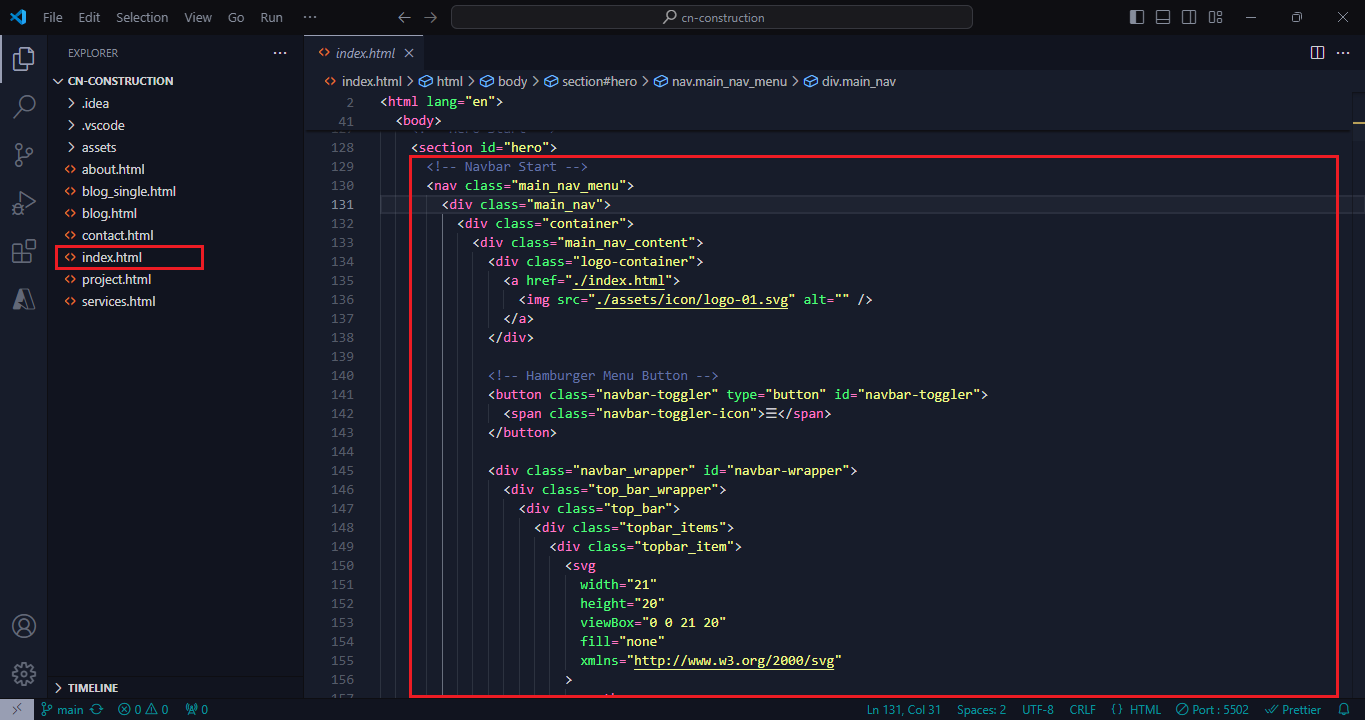 File Edit Selection View Go Run ··· cn-construction
EXPLORER ···
CN-CONSTRUCTION
.idea
.vscode
assets
about.html
blog_single.html
blog.html
contact.html
index.html
project.html
services.html
TIMELINE
index.html
index.html > html > body > section#hero > nav.main_nav_menu > div.main_nav
2 <html lang="en">
41 <body>
128 <section id="hero">
129 <!-- Navbar Start -->
130 <nav class="main_nav_menu">
131 <div class="main_nav">
132 <div class="container">
133 <div class="main_nav_content">
134 <div class="logo-container">
135 <a href="./index.html">
136 <img src="./assets/icon/logo-01.svg" alt="" />
137 </a>
138 </div>
139
140 <!-- Hamburger Menu Button -->
141 <button class="navbar-toggler" type="button" id="navbar-toggler">
142 <span class="navbar-toggler-icon">☰</span>
143 </button>
144
145 <div class="navbar_wrapper" id="navbar-wrapper">
146 <div class="top_bar_wrapper">
147 <div class="top_bar">
148 <div class="topbar_items">
149 <div class="topbar_item">
150 <svg
151 width="21"
152 height="20"
153 viewBox="0 0 21 20"
154 fill="none"
155 xmlns="http://www.w3.org/2000/svg"
156 >
main 0 0 0 Ln 131, Col 31 Spaces: 2 UTF-8 CRLF {} HTML Port : 5502 Prettier